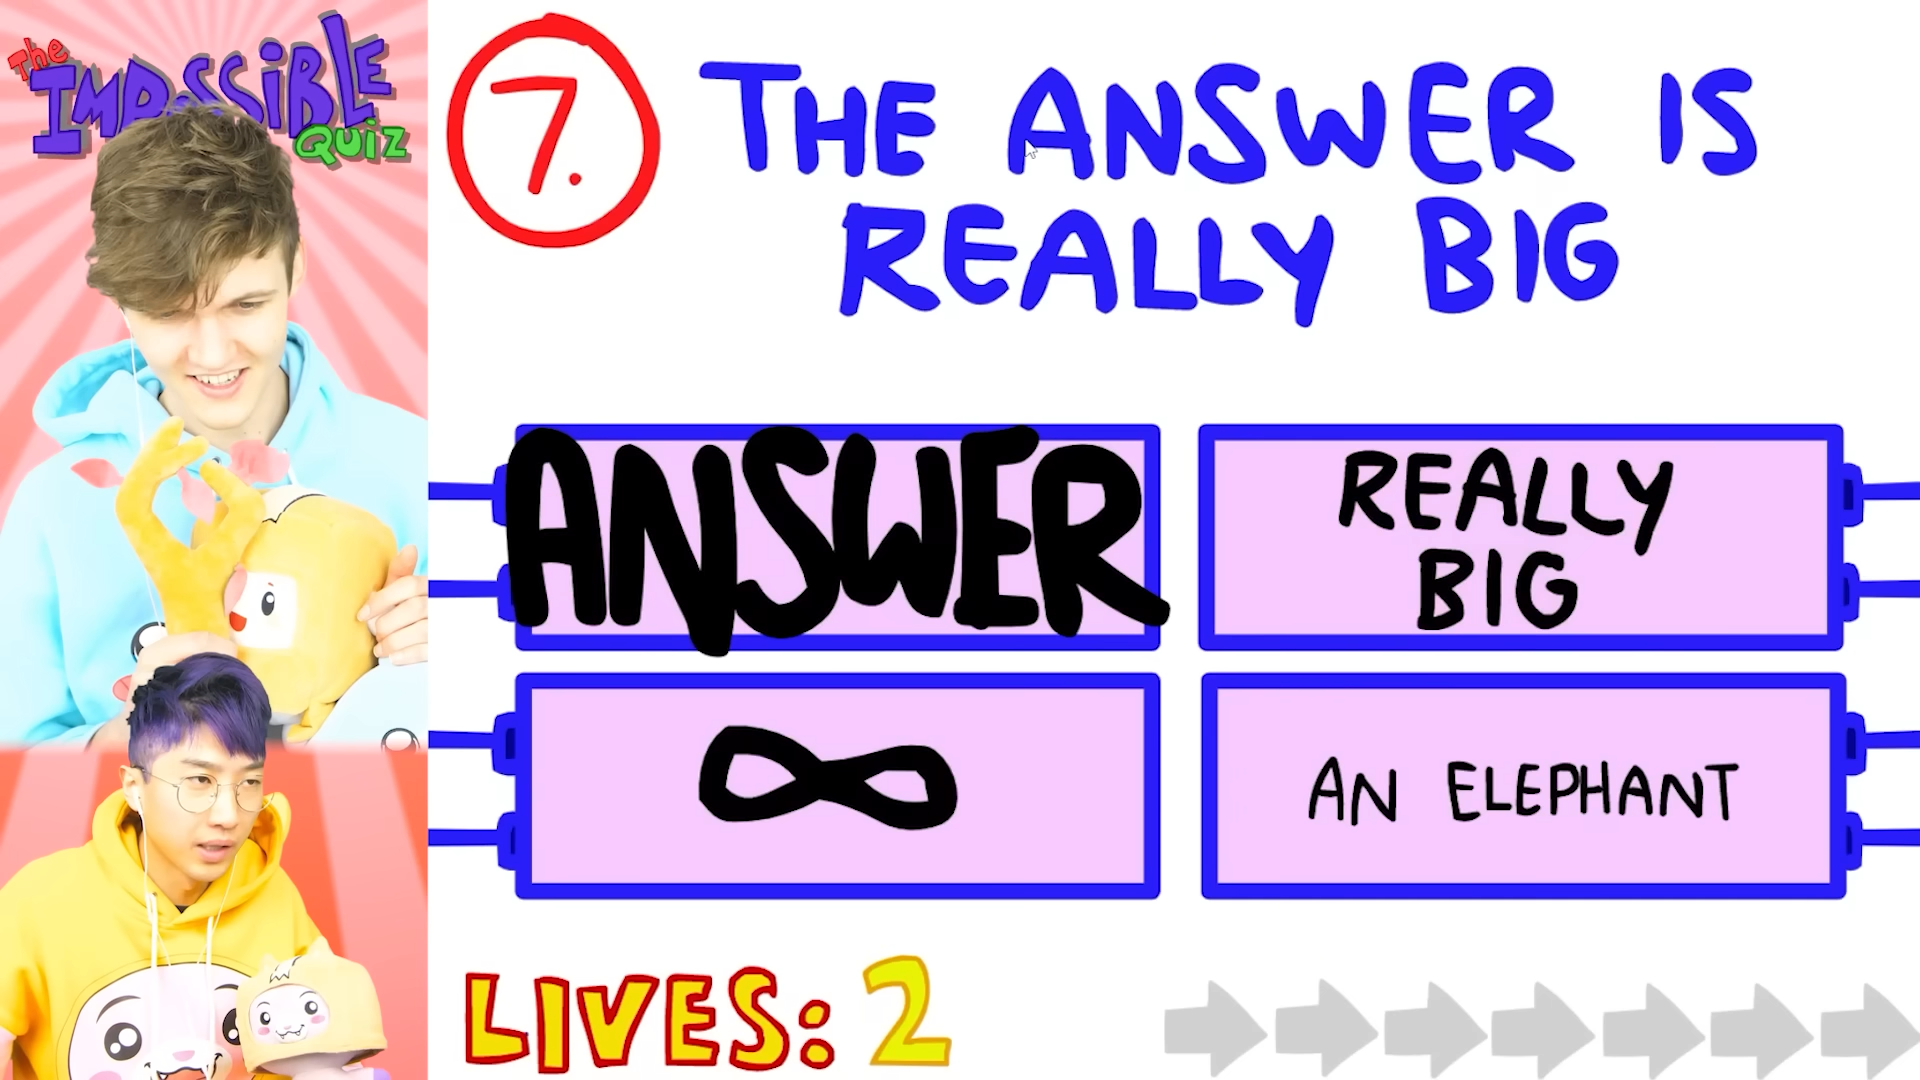 The
IMPOSSIBLE
QUIZ
7.
THE ANSWER IS
REALLY BIG
ANSWER
REALLY
BIG
∞
AN ELEPHANT
LIVES: 2